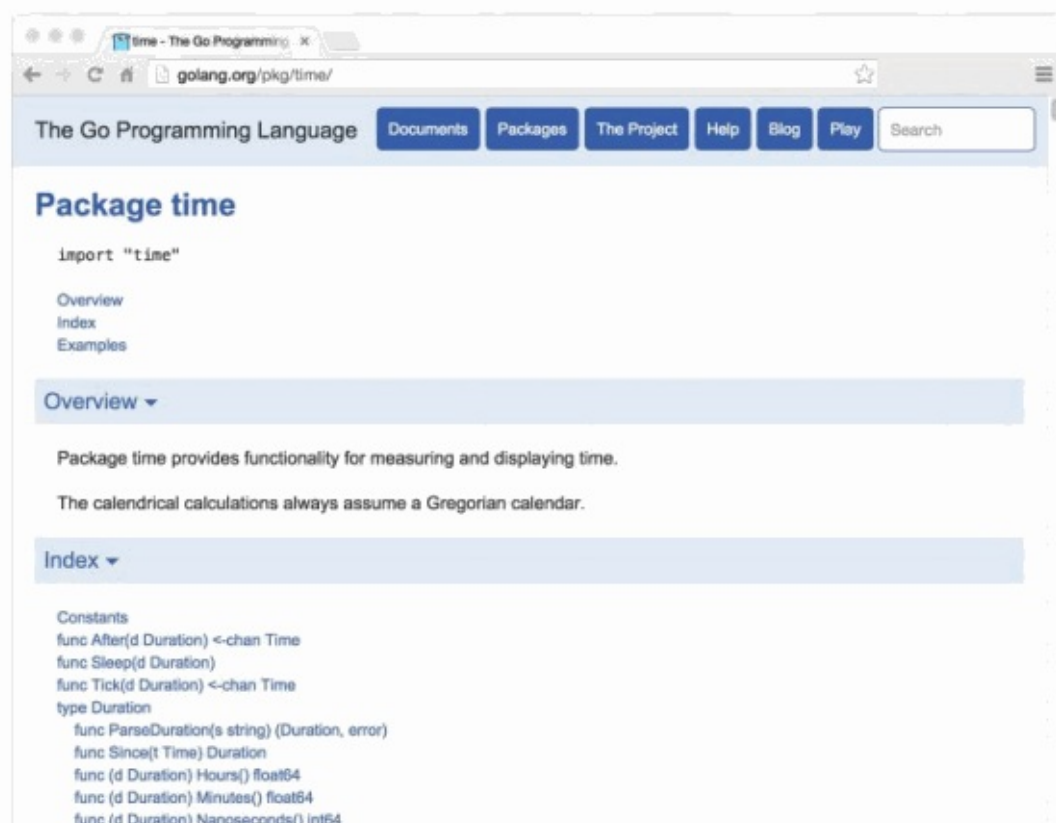 time - The Go Programming
golang.org/pkg/time/
The Go Programming Language Documents Packages The Project Help Blog Play Search
Package time
import "time"
Overview
Index
Examples
Overview
Package time provides functionality for measuring and displaying time.
The calendrical calculations always assume a Gregorian calendar.
Index
Constants
func After(d Duration) <-chan Time
func Sleep(d Duration)
func Tick(d Duration) <-chan Time
type Duration
func ParseDuration(s string) (Duration, error)
func Since(t Time) Duration
func (d Duration) Hours() float64
func (d Duration) Minutes() float64
func (d Duration) Nanoseconds() int64